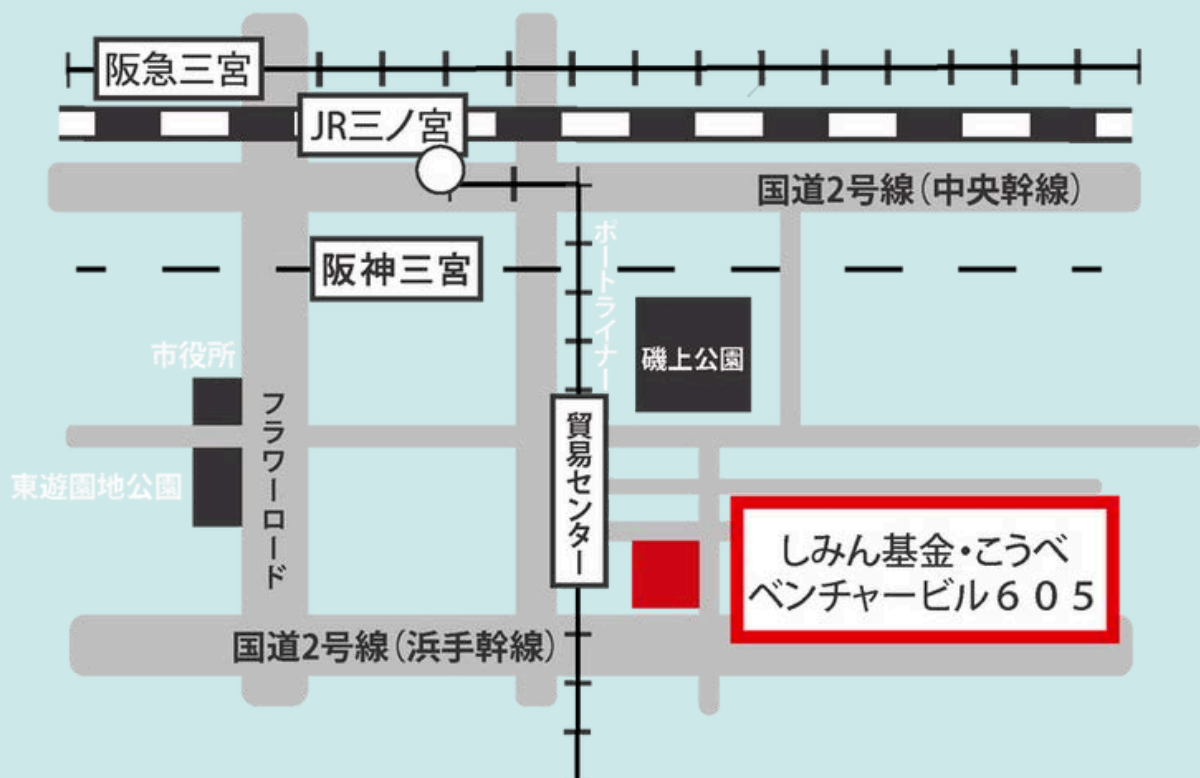 阪急三宮
JR三ノ宮
国道2号線(中央幹線)
ポートライナー
阪神三宮
市役所
磯上公園
フラワーロード
貿易センター
東遊園地公園
しみん基金・こうべ
ベンチャービル605
国道2号線(浜手幹線)